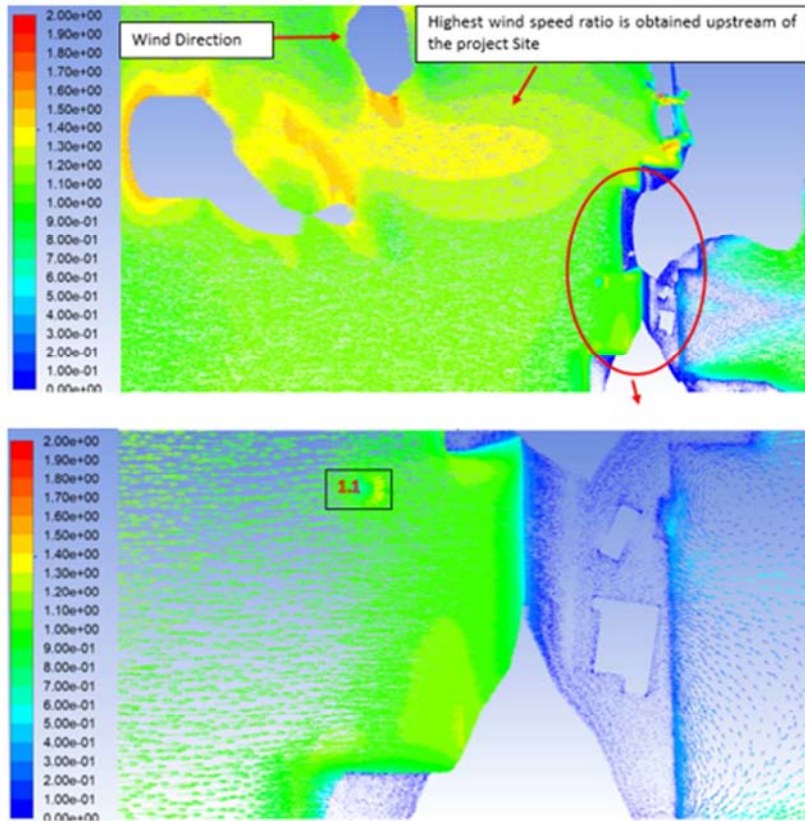 Wind Direction
Highest wind speed ratio is obtained upstream of
the project Site
2.00e+00
1.90e+00
1.80e+00
1.70e+00
1.60e+00
1.50e+00
1.40e+00
1.30e+00
1.20e+00
1.10e+00
1.00e+00
9.00e-01
8.00e-01
7.00e-01
6.00e-01
5.00e-01
4.00e-01
3.00e-01
2.00e-01
1.00e-01
0.00e+00
2.00e+00
1.90e+00
1.80e+00
1.70e+00
1.60e+00
1.50e+00
1.40e+00
1.30e+00
1.20e+00
1.10e+00
1.00e+00
9.00e-01
8.00e-01
7.00e-01
6.00e-01
5.00e-01
4.00e-01
3.00e-01
2.00e-01
1.00e-01
0.00e+00
1.1